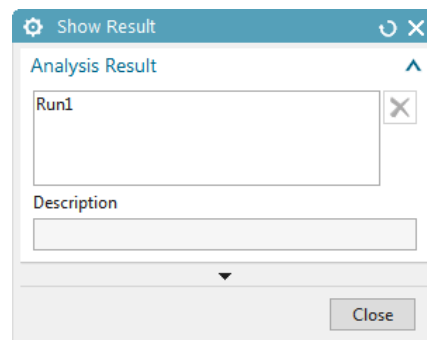 Show Result
Analysis Result
Run1
Description
Close